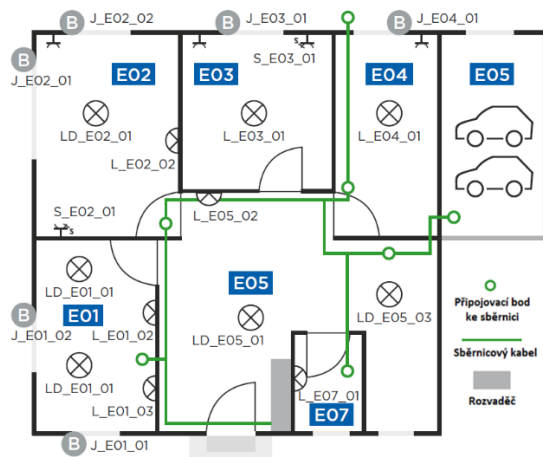 B J_E02_02
B J_E03_01
B J_E04_01
S_E03_01
B
J_E02_01
E02
E03
E04
E05
LD_E02_01
L_E03_01
L_E04_01
L_E02_02
S_E02_01
s
L_E05_02
LD_E01_01
E01
E05
LD_E05_03
B
J_E01_02
L_E01_02
LD_E05_01
LD_E01_01
L_E01_03
L_E07_01
E07
B J_E01_01
Připojovací bod
ke sběrnici
Sběrnicový kabel
Rozvaděč